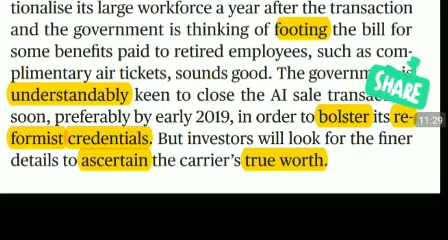 tionalise its large workforce a year after the transaction
and the government is thinking of footing the bill for
some benefits paid to retired employees, such as com-
plimentary air tickets, sounds good. The governm is
understandably keen to close the AI sale
soon, preferably by early 2019, in order to bolster its re-
formist credentials. But investors will look for the finer
details to ascertain the carrier's true worth.
SHARE
11:29